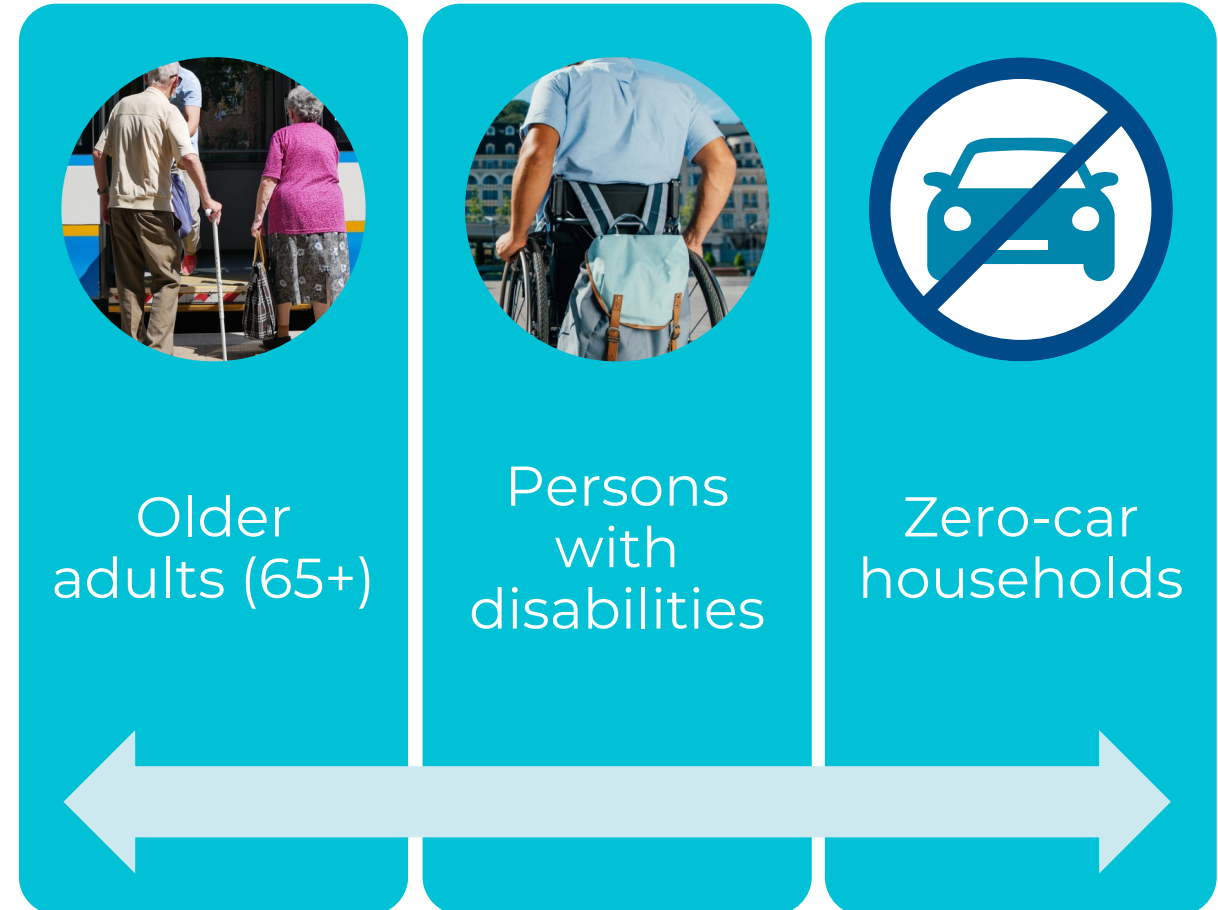 Older
adults (65+)
Persons
with
disabilities
Zero-car
households